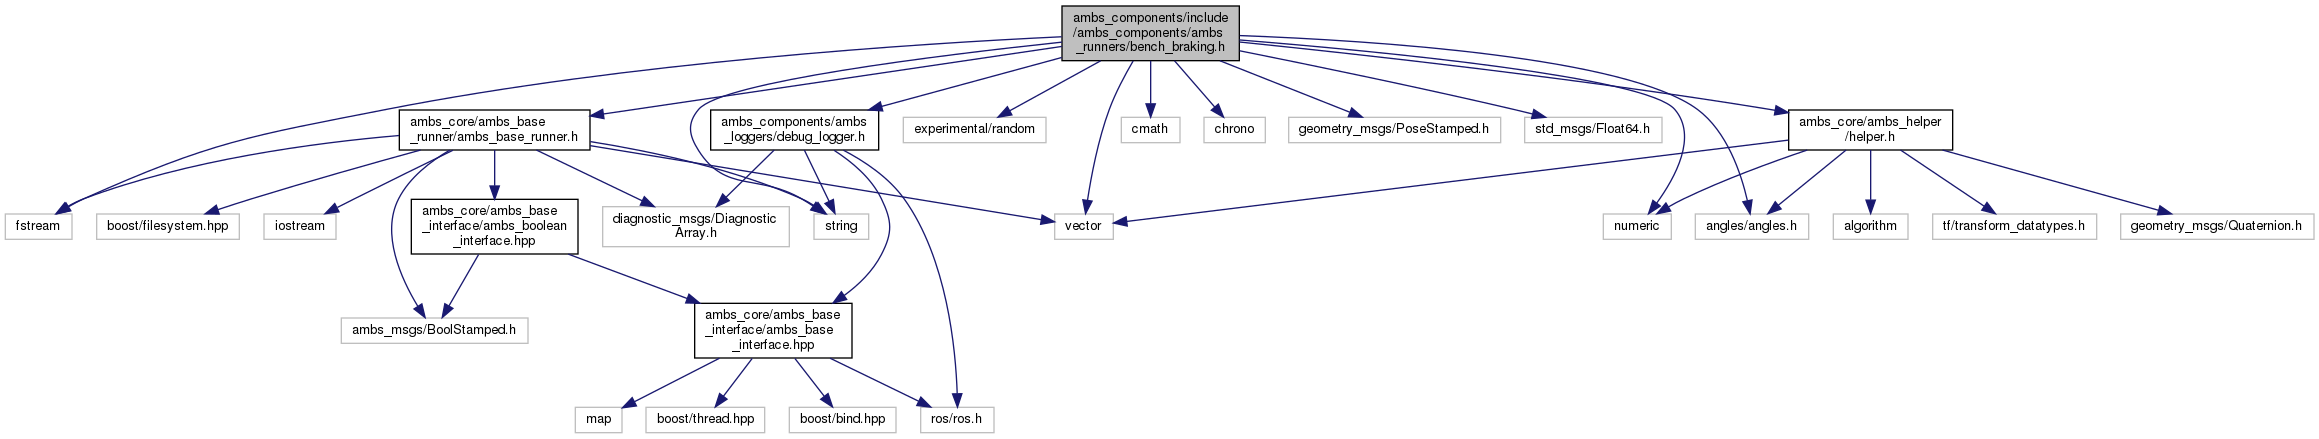 ambs_components/include
/ambs_components/ambs
_runners/bench_braking.h
ambs_core/ambs_base
_runner/ambs_base_runner.h
ambs_components/ambs
_loggers/debug_logger.h
experimental/random
cmath
chrono
geometry_msgs/PoseStamped.h
std_msgs/Float64.h
ambs_core/ambs_helper
/helper.h
fstream
boost/filesystem.hpp
iostream
ambs_core/ambs_base
_interface/ambs_boolean
_interface.hpp
diagnostic_msgs/Diagnostic
Array.h
string
vector
numeric
angles/angles.h
algorithm
tf/transform_datatypes.h
geometry_msgs/Quaternion.h
ambs_msgs/BoolStamped.h
ambs_core/ambs_base
_interface/ambs_base
_interface.hpp
map
boost/thread.hpp
boost/bind.hpp
ros/ros.h